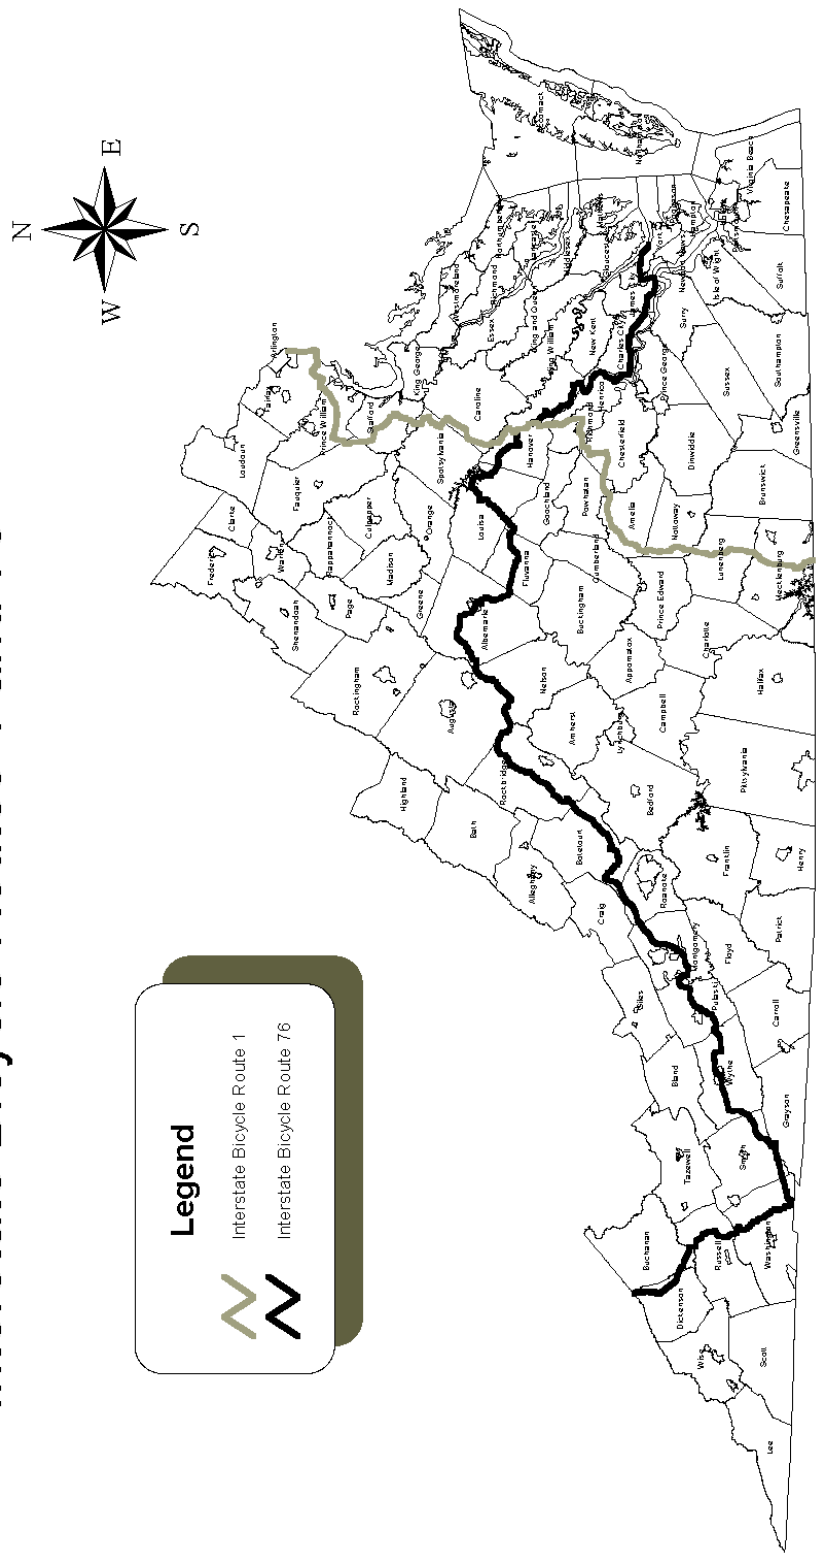 N
W
E
S
Legend
Interstate Bicycle Route 1
Interstate Bicycle Route 76
Arlington
Fairfax
Loudoun
Prince William
Clarke
Frederick
Warren
Fauquier
Stafford
King George
Westmoreland
Northumberland
Richmond
Lancaster
Essex
Middlesex
King and Queen
King William
Mathews
Gloucester
Accomack
Northampton
Caroline
Spotsylvania
Culpepper
Rappahannock
Madison
Orange
Shenandoah
Page
Greene
Rockingham
Louisa
Hanover
New Kent
Charles City
James City
York
Hampton
Virginia Beach
Chesapeake
Suffolk
Isle of Wight
Surry
Prince George
Henrico
Richmond
Chesterfield
Goochland
Powhatan
Fluvanna
Albemarle
Augusta
Highland
Bath
Rockbridge
Nelson
Buckingham
Cumberland
Amelia
Dinwiddie
Sussex
Southampton
Greensville
Brunswick
Nottoway
Lunenberg
Mecklenburg
Prince Edward
Charlotte
Appomatox
Amherst
Lynchburg
Campbell
Halifax
Pittsylvania
Bedford
Botetourt
Alleghany
Craig
Roanoke
Franklin
Henry
Patrick
Floyd
Montgomery
Giles
Pulaski
Carroll
Bland
Wythe
Grayson
Tazewell
Smyth
Buchanan
Russell
Washington
Dickenson
Wise
Scott
Lee